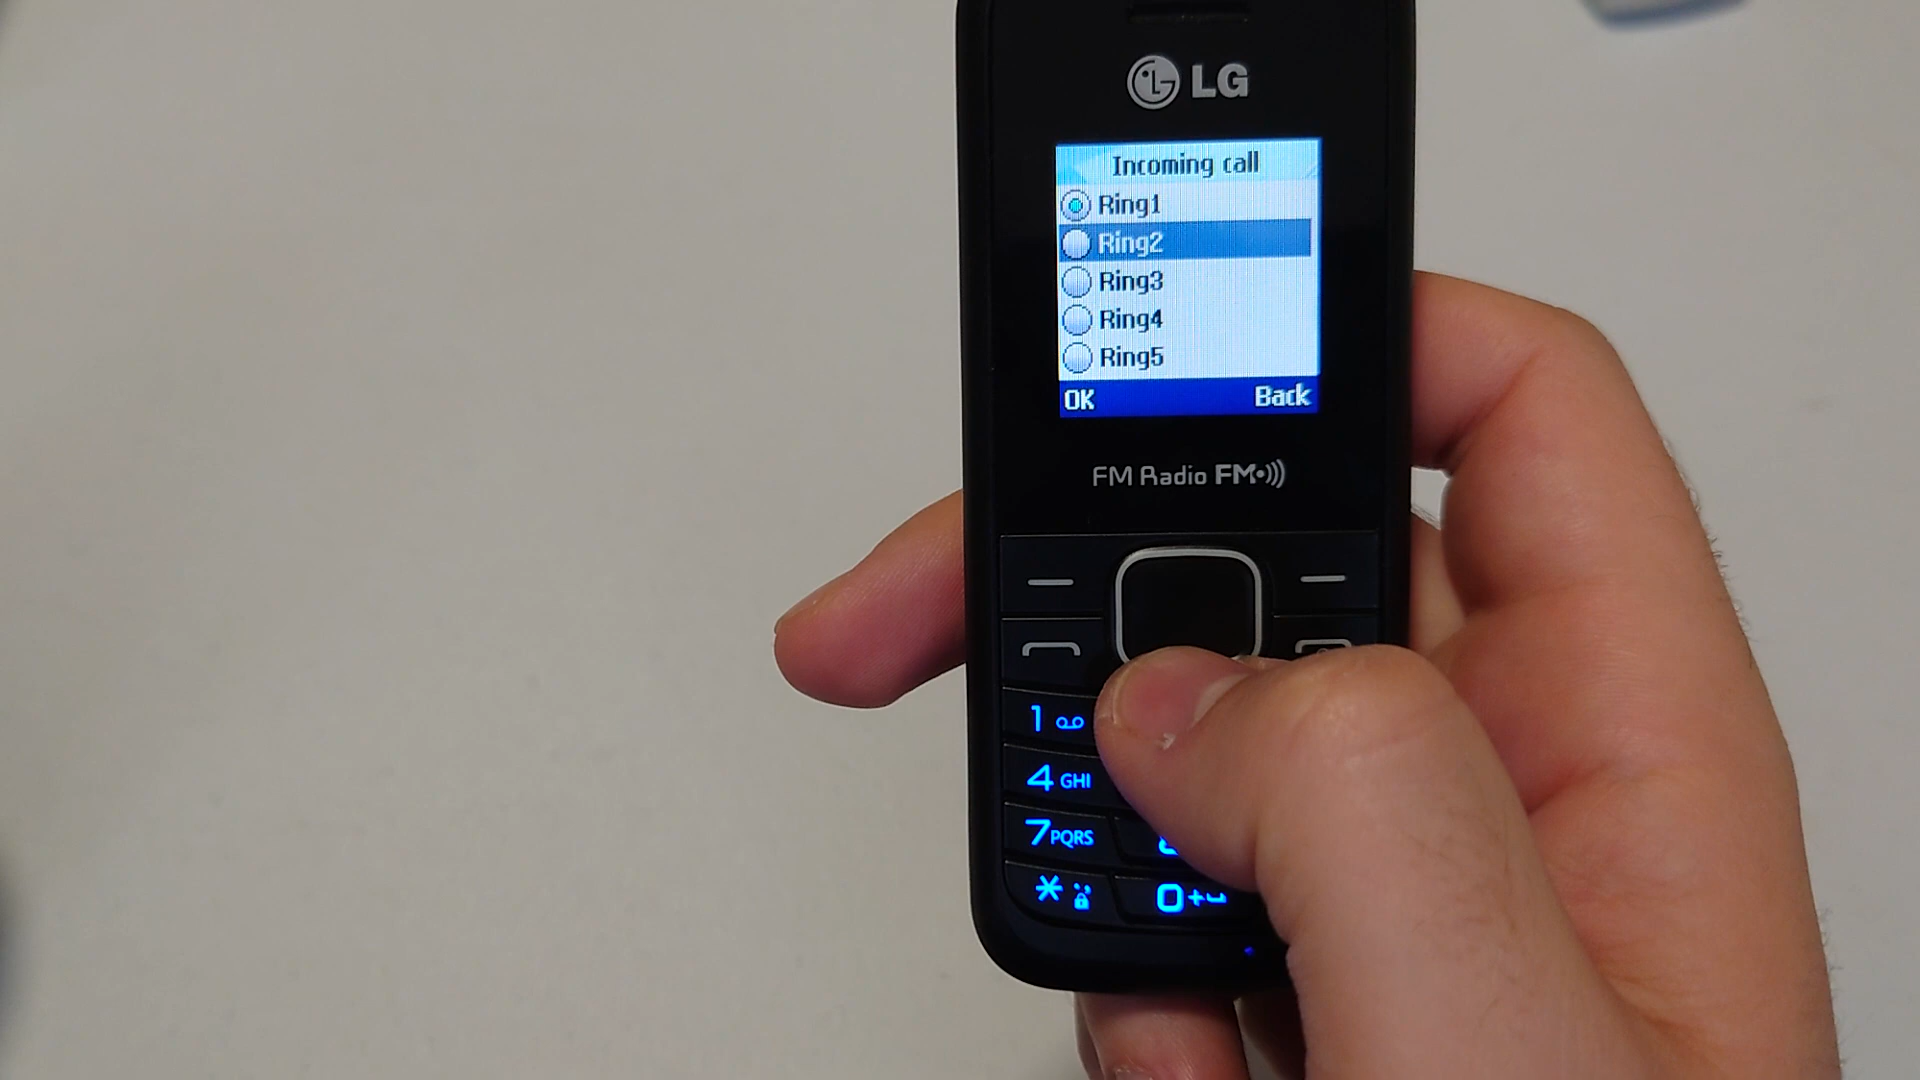 LG
Incoming call
Ring1
Ring2
Ring3
Ring4
Ring5
OK Back
FM Radio FM
1
4 GHI
7 PQRS
* 0 +